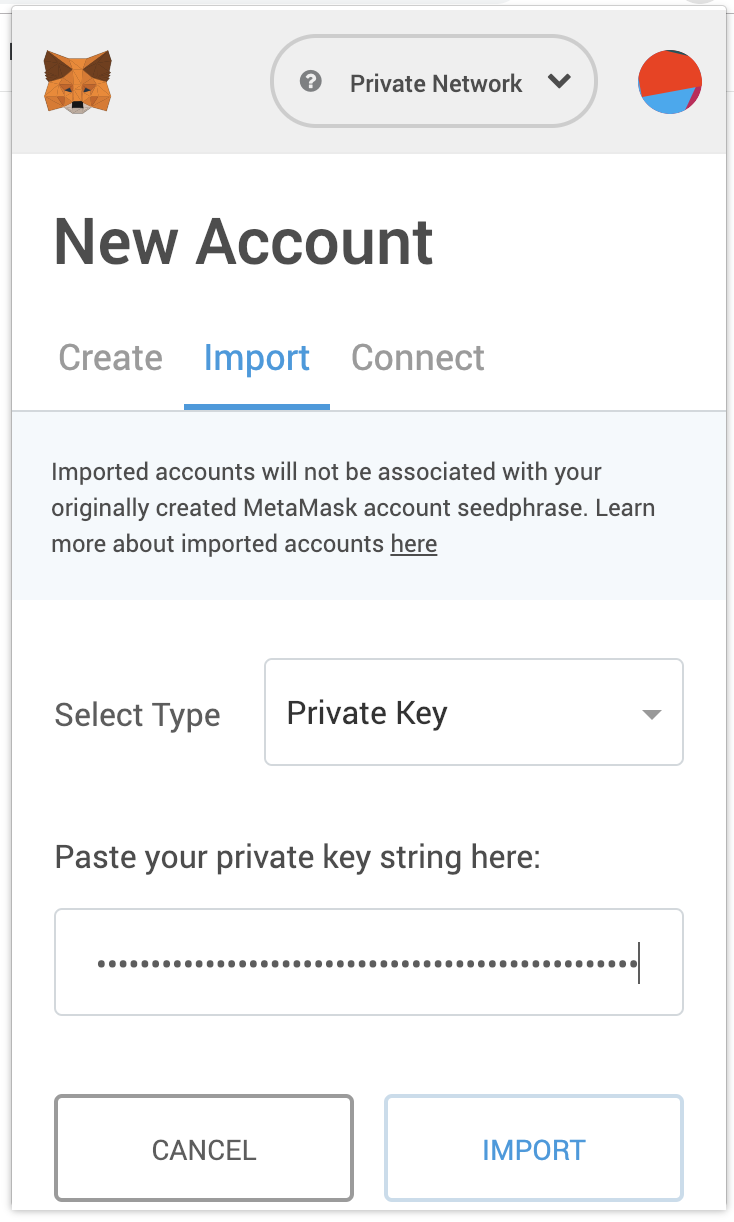 Private Network
New Account
Create Import Connect
Imported accounts will not be associated with your
originally created MetaMask account seedphrase. Learn
more about imported accounts here
Select Type Private Key
Paste your private key string here:
CANCEL IMPORT